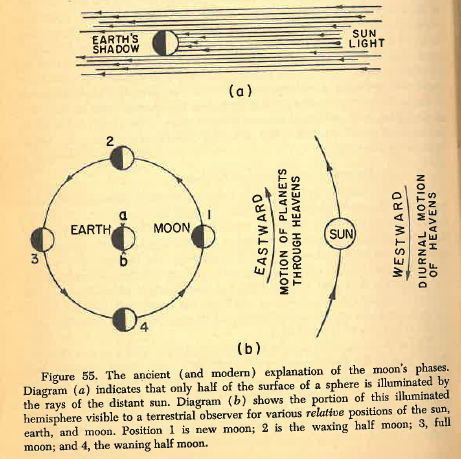 EARTH'S
SHADOW
SUN
LIGHT
(a)
2
EARTH
a
b
MOON
1
3
4
EASTWARD
MOTION OF PLANETS
THROUGH HEAVENS
SUN
WESTWARD
DIURNAL MOTION
OF HEAVENS
(b)
Figure 55. The ancient (and modern) explanation of the moon's phases.
Diagram (a) indicates that only half of the surface of a sphere is illuminated by
the rays of the distant sun. Diagram (b) shows the portion of this illuminated
hemisphere visible to a terrestrial observer for various relative positions of the sun,
earth, and moon. Position 1 is new moon; 2 is the waxing half moon; 3, full
moon; and 4, the waning half moon.